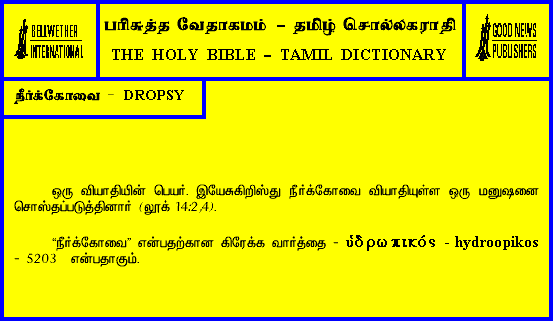 BELLWETHER
INTERNATIONAL
பரிசுத்த வேதாகமம் – தமிழ் சொல்லகராதி
THE HOLY BIBLE – TAMIL DICTIONARY
GOOD NEWS
PUBLISHERS
நீர்க்கோவை – DROPSY
ஒரு வியாதியின் பெயர். இயேசுகிறிஸ்து நீர்க்கோவை வியாதியுள்ள ஒரு மனுஷனை
சொஸ்தப்படுத்தினார் (லூக் 14:2,4).
“நீர்க்கோவை” என்பதற்கான கிரேக்க வார்த்தை – ὑδρωπικός - hydroopikos
– 5203 என்பதாகும்.